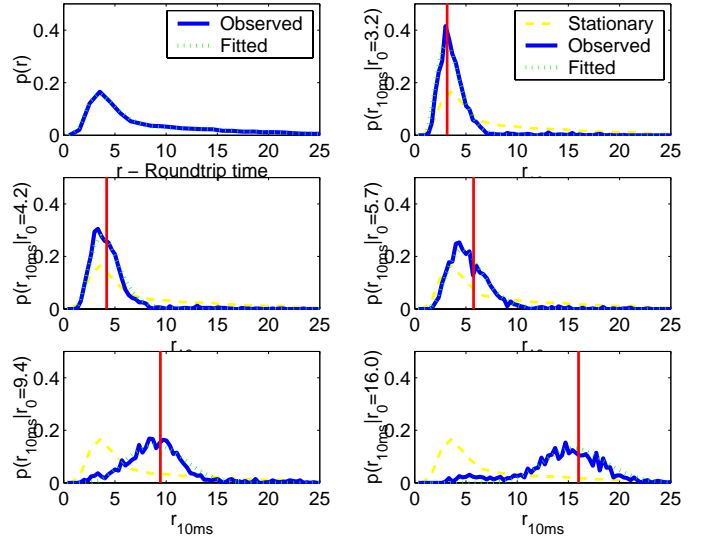 0.4
0.2
0
p(r)
Observed
Fitted
0 5 10 15 20 25
r – Roundtrip time
0.4
0.2
0
p(r10ms|r0=3.2)
Stationary
Observed
Fitted
0 5 10 15 20 25
0.4
0.2
0
p(r10ms|r0=4.2)
0 5 10 15 20 25
0.4
0.2
0
p(r10ms|r0=5.7)
0 5 10 15 20 25
0.4
0.2
0
p(r10ms|r0=9.4)
0 5 10 15 20 25
r10ms
0.4
0.2
0
p(r10ms|r0=16.0)
0 5 10 15 20 25
r10ms